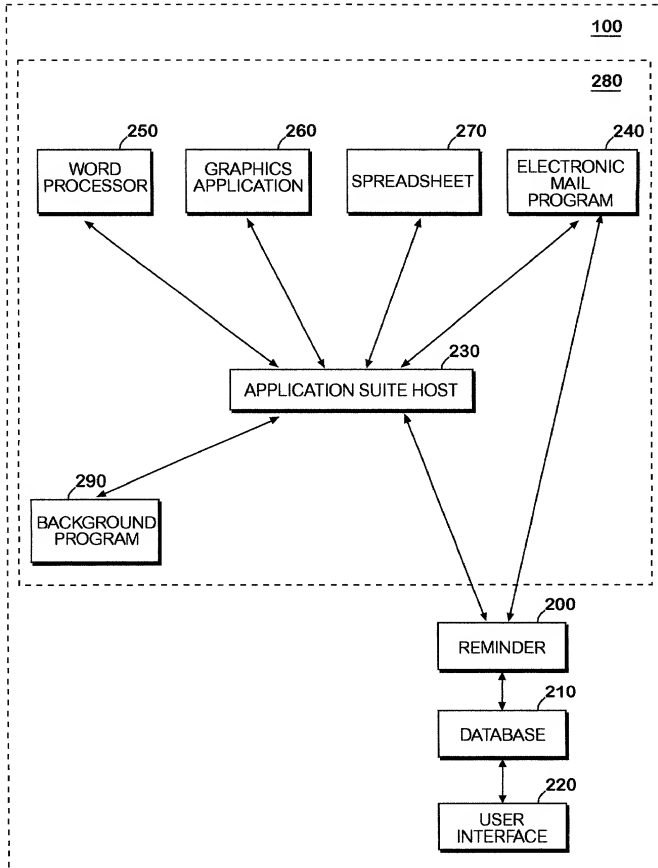 100
280
250
WORD
PROCESSOR
260
GRAPHICS
APPLICATION
270
SPREADSHEET
240
ELECTRONIC
MAIL
PROGRAM
230
APPLICATION SUITE HOST
290
BACKGROUND
PROGRAM
200
REMINDER
210
DATABASE
220
USER
INTERFACE